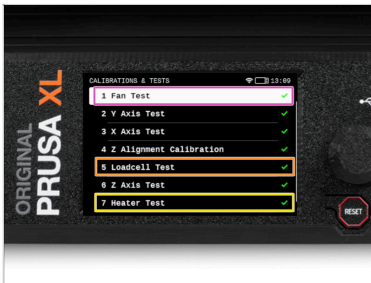 ORIGINAL
PRUSA XL
CALIBRATIONS & TESTS 13:09
1 Fan Test
2 Y Axis Test
3 X Axis Test
4 Z Alignment Calibration
5 Loadcell Test
6 Z Axis Test
7 Heater Test
RESET